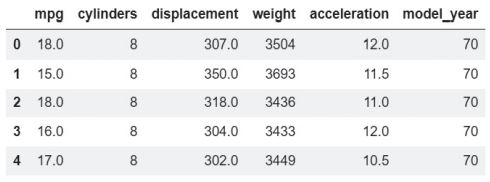 mpg cylinders displacement weight acceleration model_year
0 18.0 8 307.0 3504 12.0 70
1 15.0 8 350.0 3693 11.5 70
2 18.0 8 318.0 3436 11.0 70
3 16.0 8 304.0 3433 12.0 70
4 17.0 8 302.0 3449 10.5 70